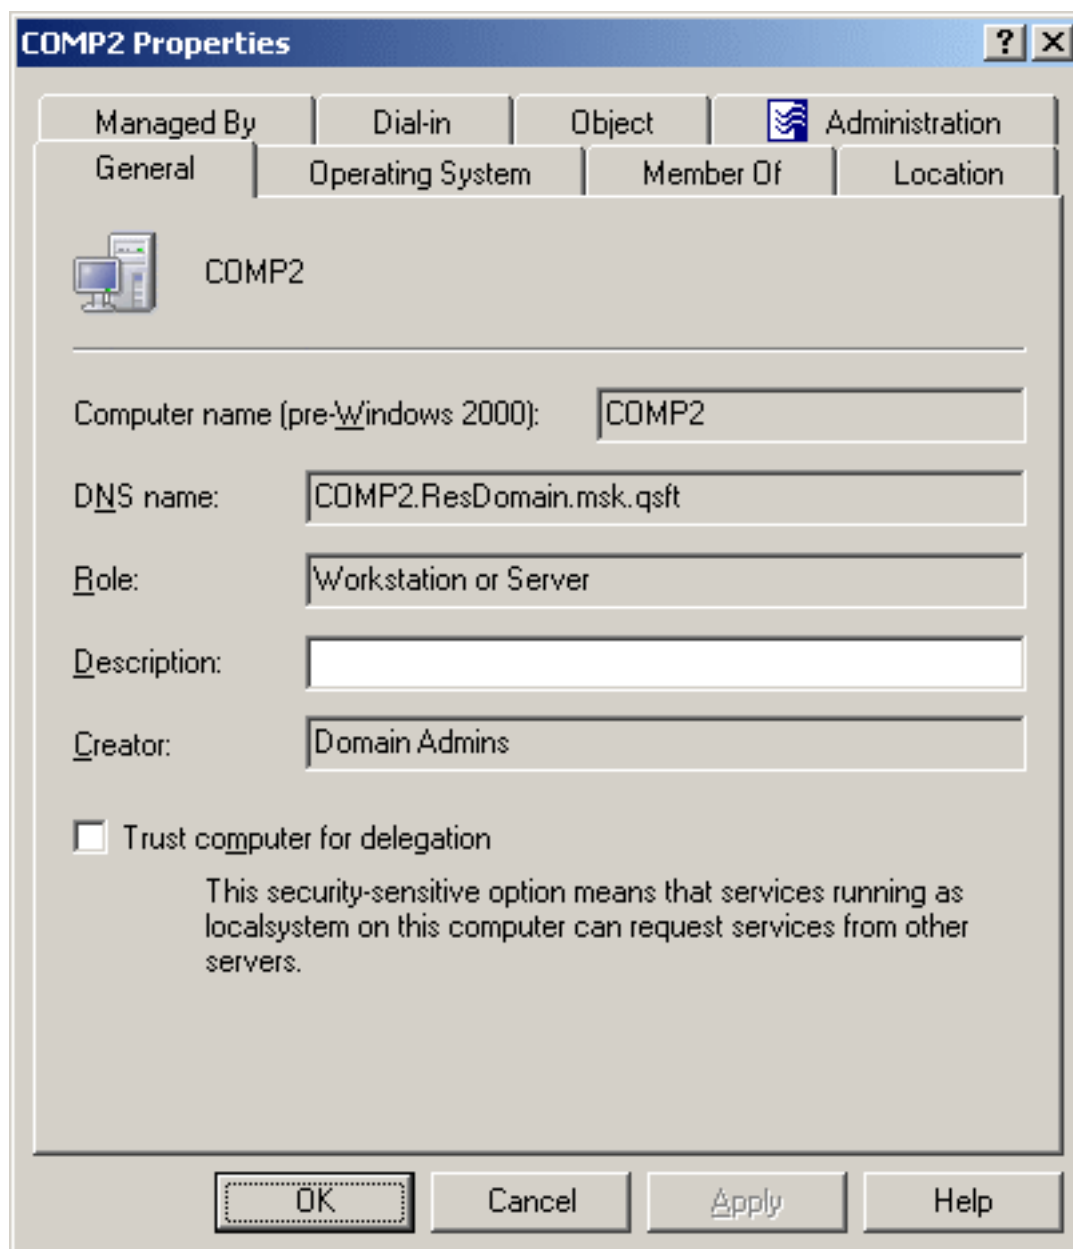 COMP2 Properties
Managed By Dial-in Object Administration
General Operating System Member Of Location
COMP2
Computer name (pre-Windows 2000): COMP2
DNS name: COMP2.ResDomain.msk.qsft
Role: Workstation or Server
Description:
Creator: Domain Admins
Trust computer for delegation
This security-sensitive option means that services running as
localsystem on this computer can request services from other
servers.
OK Cancel Apply Help